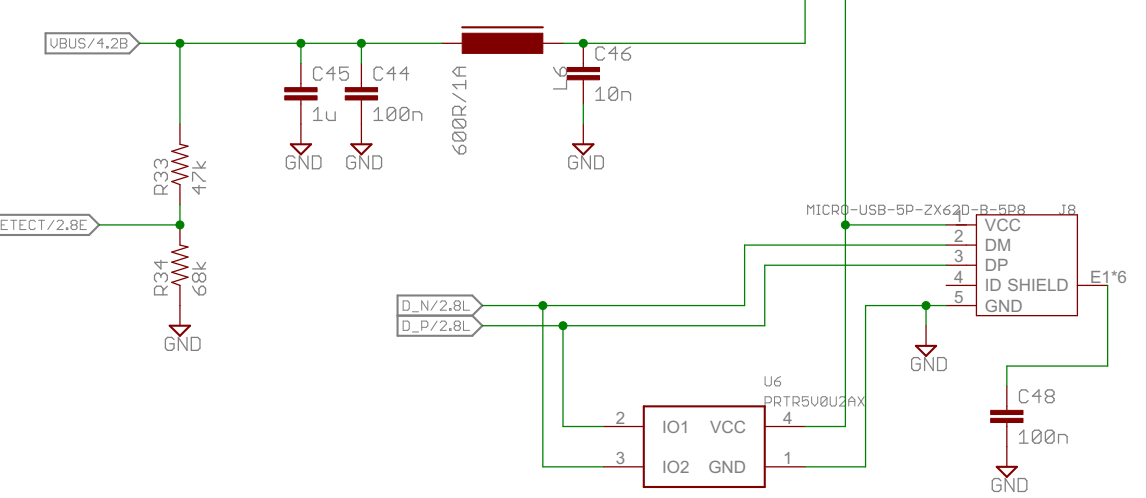 VBUS/4.2B
C45
1u
GND
C44
100n
GND
600R/1A
L6
C46
10n
GND
R33
47k
ETECT/2.8E
R34
68k
GND
MICRO-USB-5P-ZX62D-B-5P8
J8
1
VCC
2
DM
3
DP
4
ID SHIELD
E1*6
5
GND
D_N/2.8L
D_P/2.8L
GND
U6
PRTR5V0U2AX
2
IO1
VCC
4
3
IO2
GND
1
C48
100n
GND